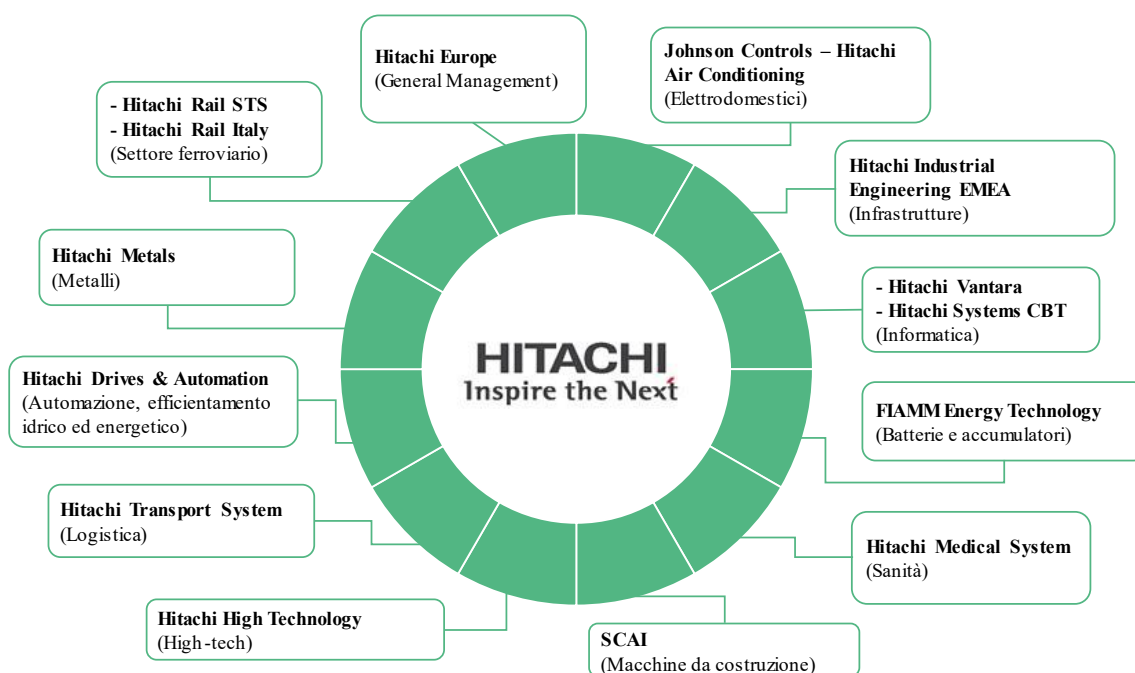 Hitachi Europe
(General Management)
Johnson Controls – Hitachi
Air Conditioning
(Elettrodomestici)
- Hitachi Rail STS
- Hitachi Rail Italy
(Settore ferroviario)
Hitachi Industrial
Engineering EMEA
(Infrastrutture)
Hitachi Metals
(Metalli)
- Hitachi Vantara
- Hitachi Systems CBT
(Informatica)
HITACHI
Inspire the Next
Hitachi Drives & Automation
(Automazione, efficientamento
idrico ed energetico)
FIAMM Energy Technology
(Batterie e accumulatori)
Hitachi Transport System
(Logistica)
Hitachi Medical System
(Sanità)
Hitachi High Technology
(High-tech)
SCAI
(Macchine da costruzione)